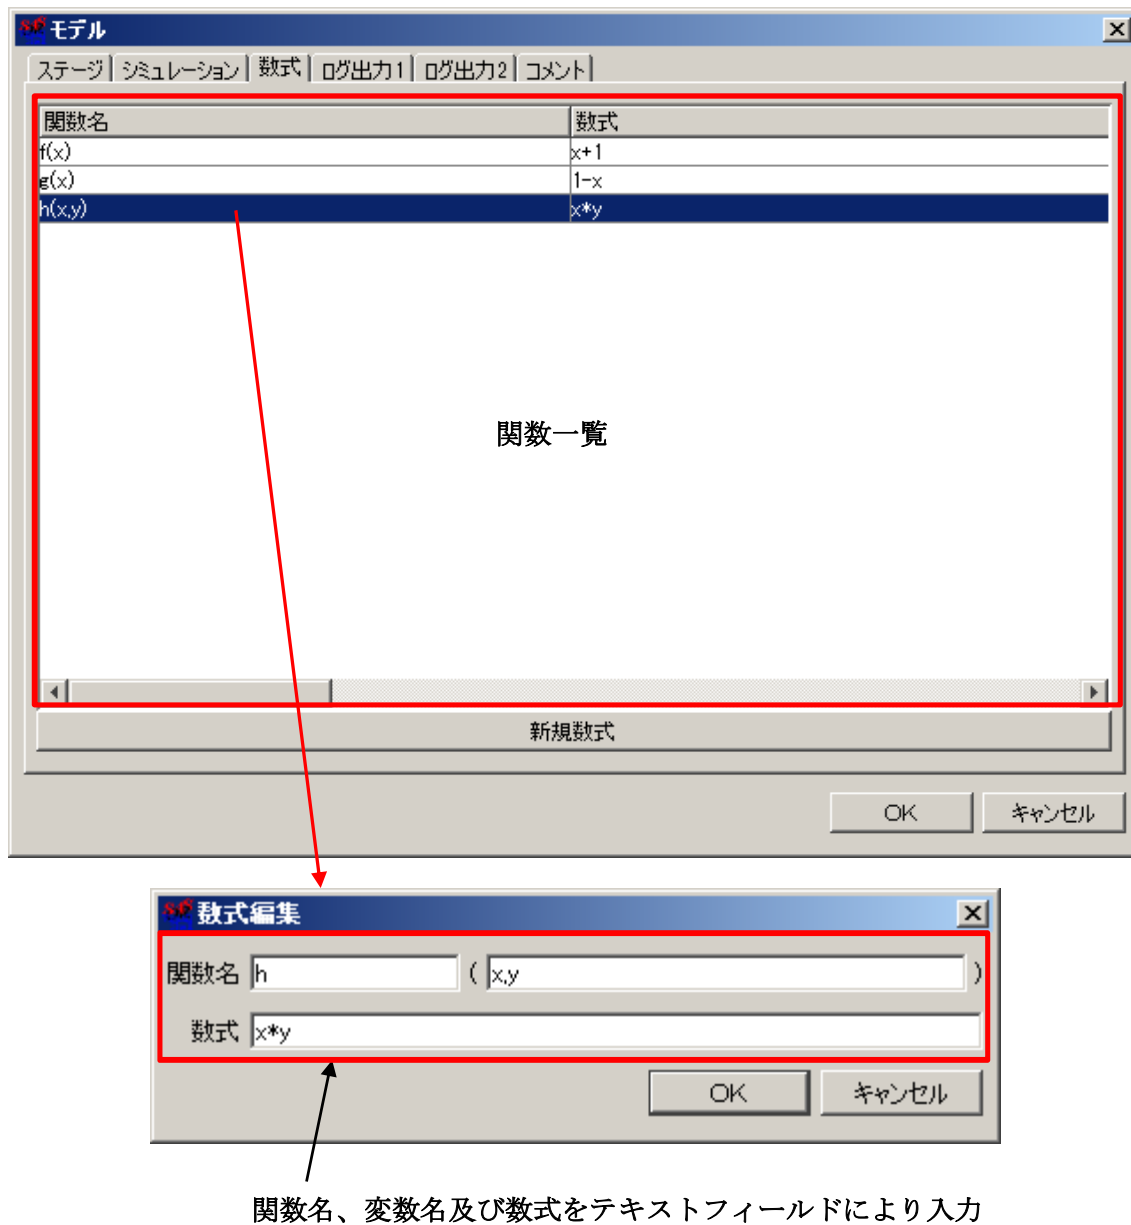 モデル
ステージ シミュレーション 数式 ログ出力1 ログ出力2 コメント
関数名 数式
f(x) x+1
g(x) 1-x
h(x,y) x*y
関数一覧
新規数式
OK キャンセル
数式編集
関数名 h ( x,y )
数式 x*y
OK キャンセル
関数名、変数名及び数式をテキストフィールドにより入力